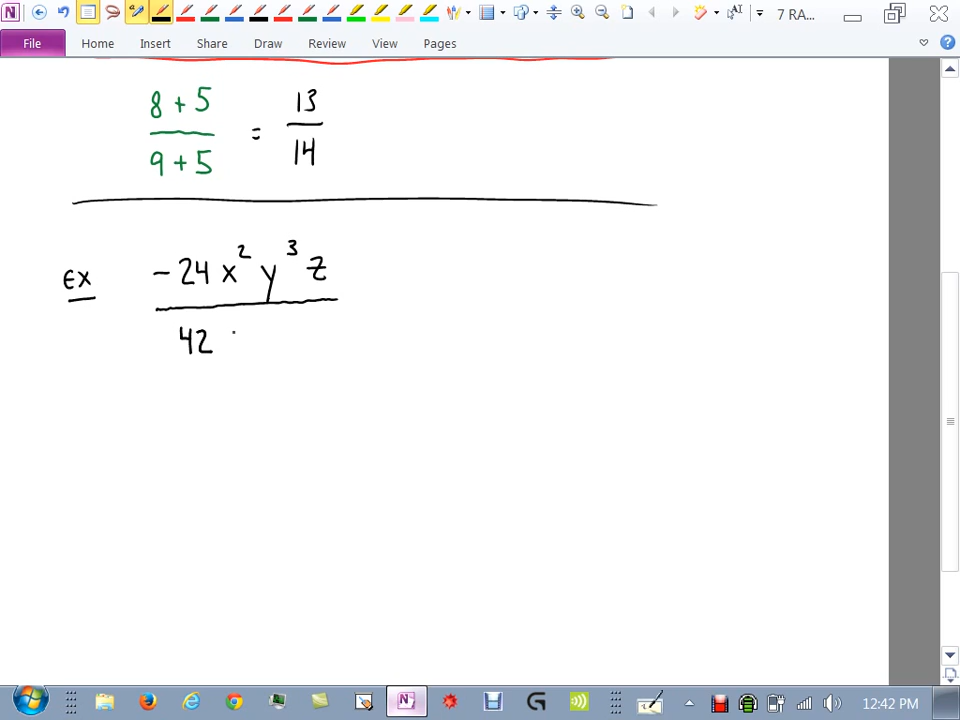 7 RA...
File Home Insert Share Draw Review View Pages
8 + 5
9 + 5
=
13
14
EX
- 24 x² y³ z
42
12:42 PM